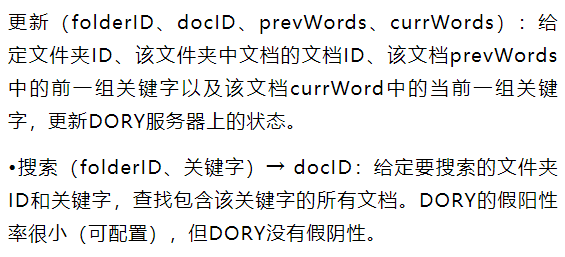 更新（folderID、docID、prevWords、currWords）：给
定文件夹ID、该文件夹中文档的文档ID、该文档prevWords
中的前一组关键字以及该文档currWord中的当前一组关键
字，更新DORY服务器上的状态。
•搜索（folderID、关键字）→ docID：给定要搜索的文件夹
ID和关键字，查找包含该关键字的所有文档。DORY的假阳性
率很小（可配置），但DORY没有假阴性。